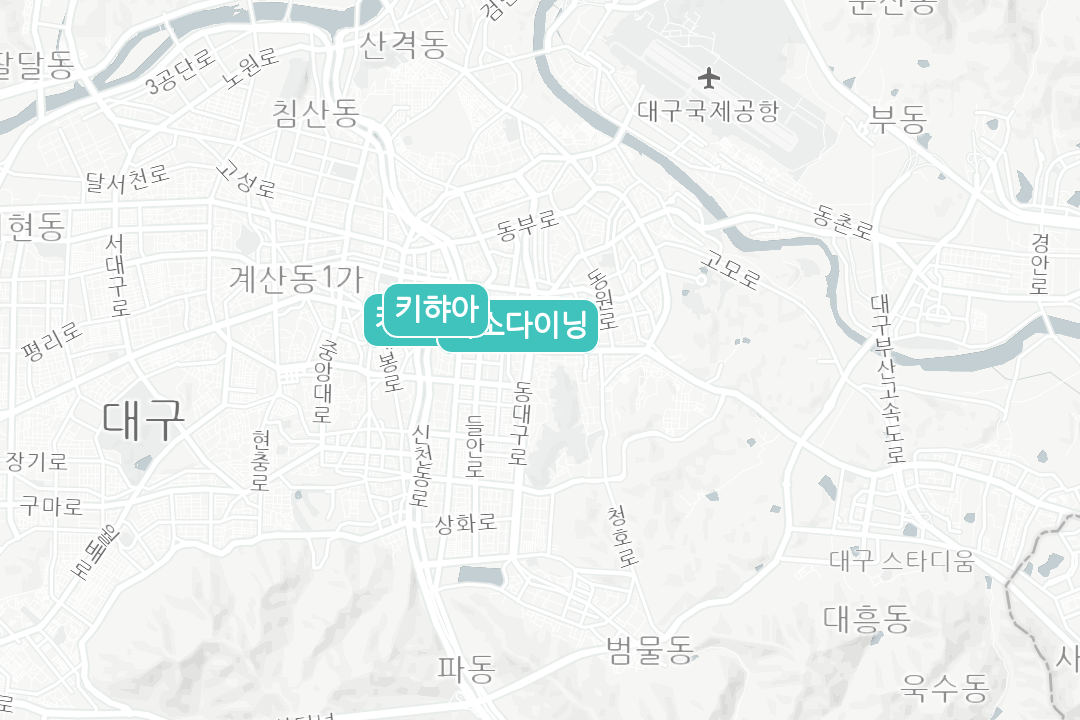 산격동
팔달동
3공단로
노원로
대구국제공항
침산동
부동
달서천로
고성로
동부로
동촌로
서대구로
경안로
고모로
계산동1가
동원로
키햐아
소다이닝
대구부산고속도로
평리로
중앙대로
봉로
대구
동대구로
들안로
신천동로
현충로
장기로
구마로
상화로
청호로
월배로
대구 스타디움
대흥동
범물동
파동
욱수동